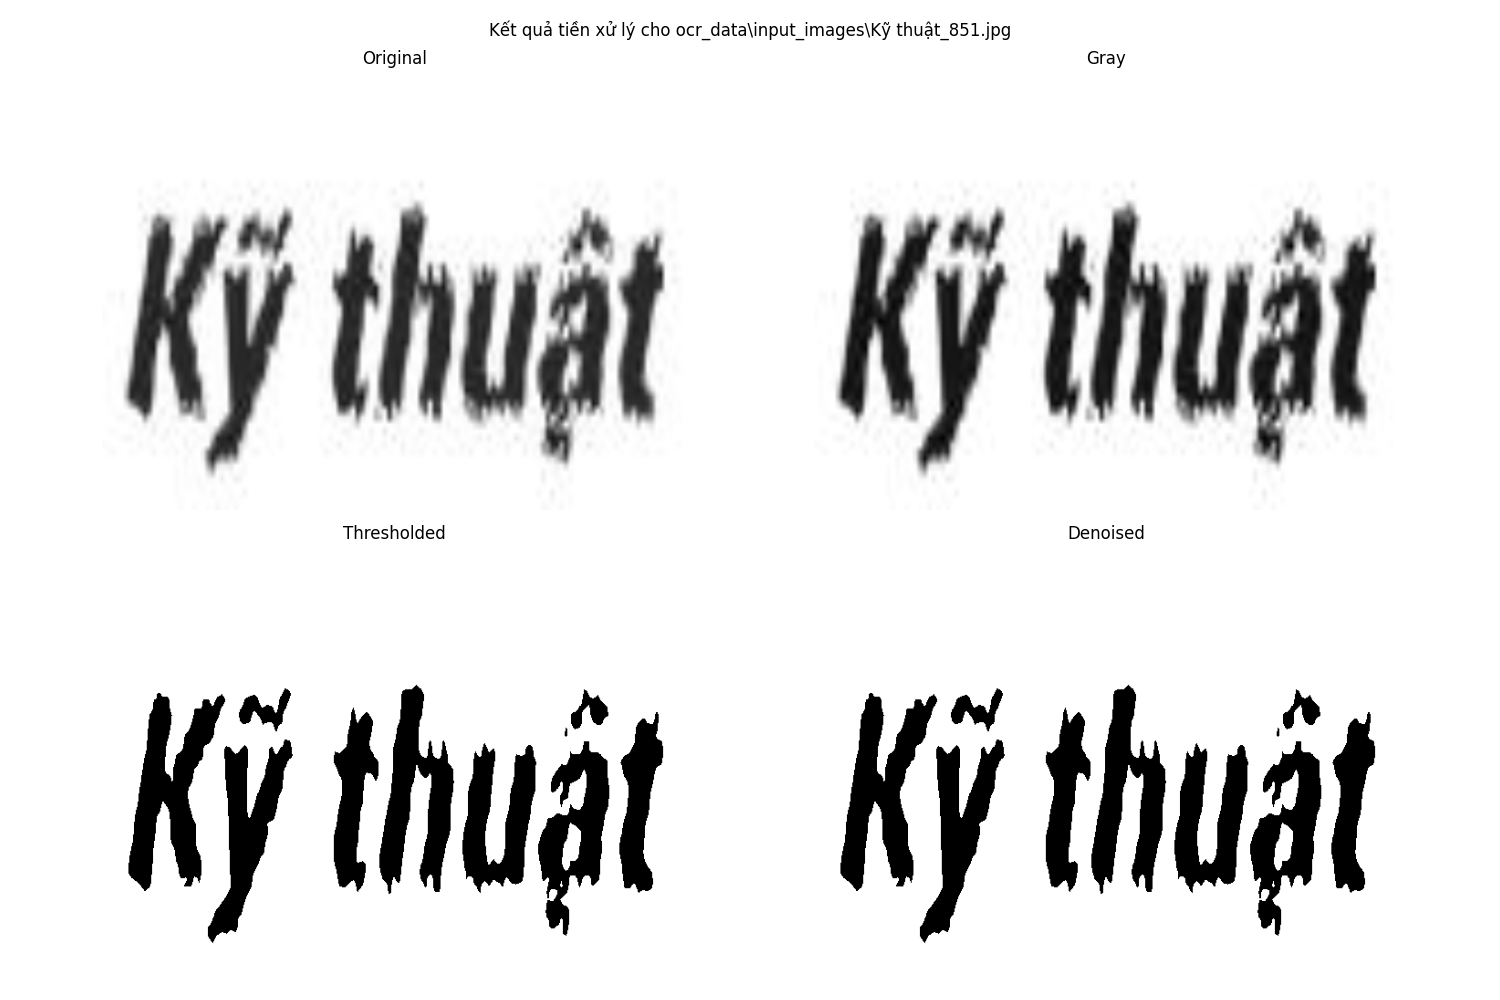 Kết quả tiền xử lý cho ocr_data\input_images\Kỹ thuật_851.jpg
Original
Gray
Kỹ thuật
Kỹ thuật
Thresholded
Denoised
Kỹ thuật
Kỹ thuật